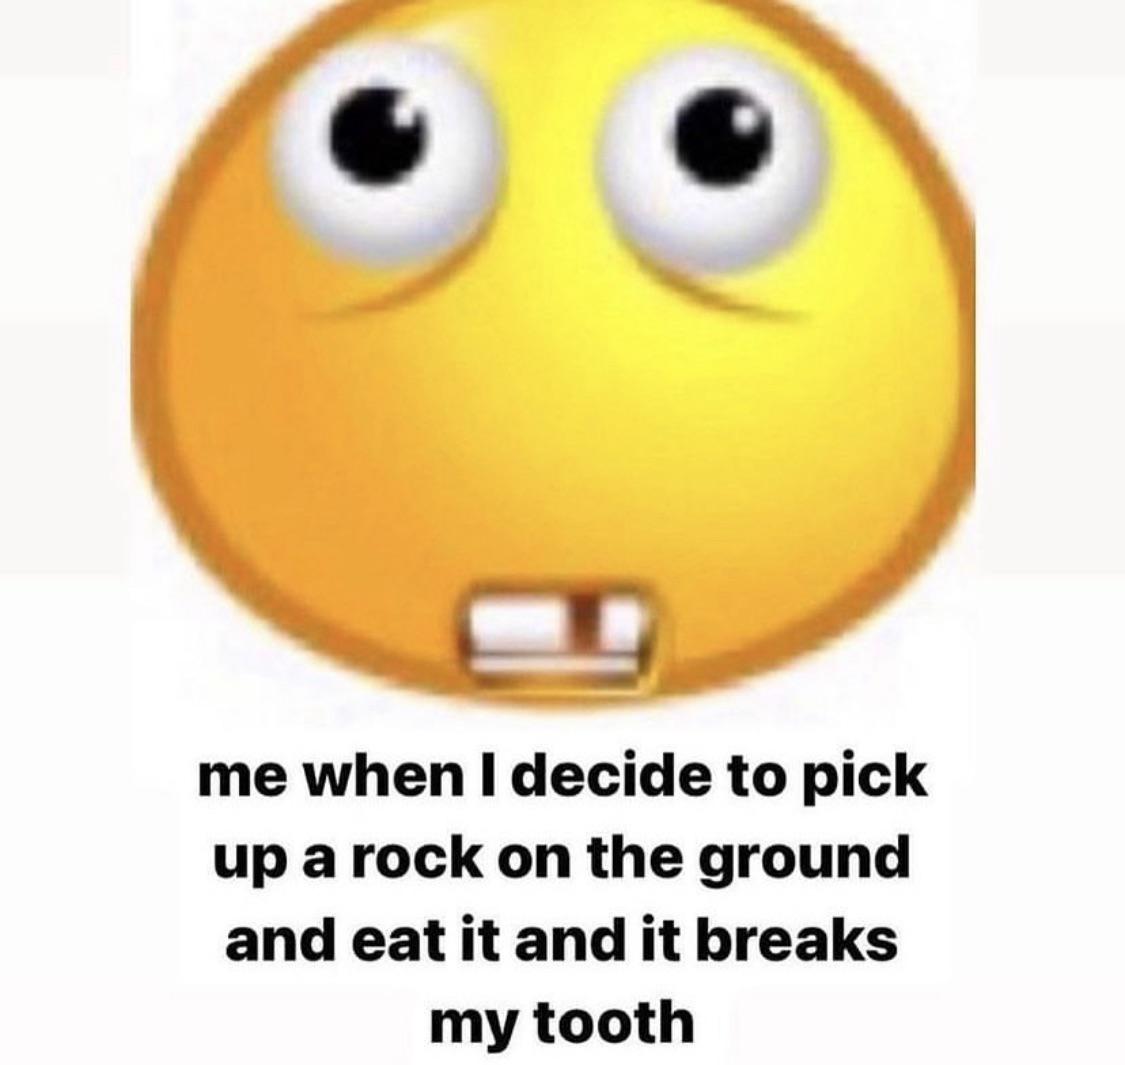 me when I decide to pick
up a rock on the ground
and eat it and it breaks
my tooth